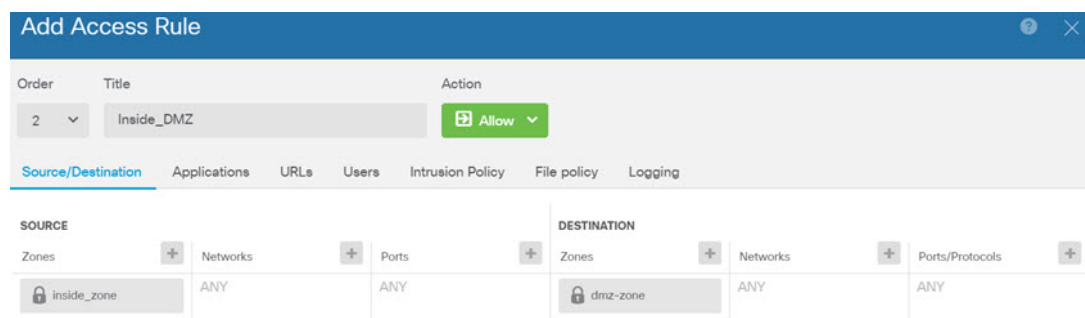 Add Access Rule
Order Title Action
2 Inside_DMZ Allow
Source/Destination Applications URLs Users Intrusion Policy File policy Logging
SOURCE DESTINATION
Zones Networks Ports Zones Networks Ports/Protocols
inside_zone ANY ANY dmz-zone ANY ANY